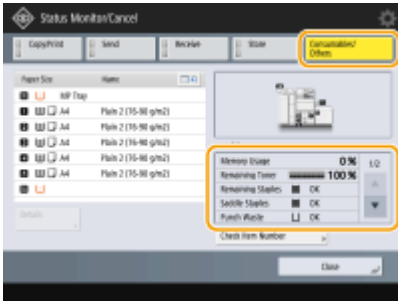 Status Monitor/Cancel
Copy/Print
Send
Receive
Store
Consumables/
Others
Paper Size
Name
MP Tray
A4 Plain 2 (76-90 g/m2)
A4 Plain 2 (76-90 g/m2)
A4 Plain 2 (76-90 g/m2)
A4 Plain 2 (76-90 g/m2)
A4 Plain 2 (76-90 g/m2)
Details
Memory Usage 0 %
Remaining Toner 100 %
Remaining Staples OK
Saddle Staples OK
Punch Waste OK
1/2
Check Item Number
Close